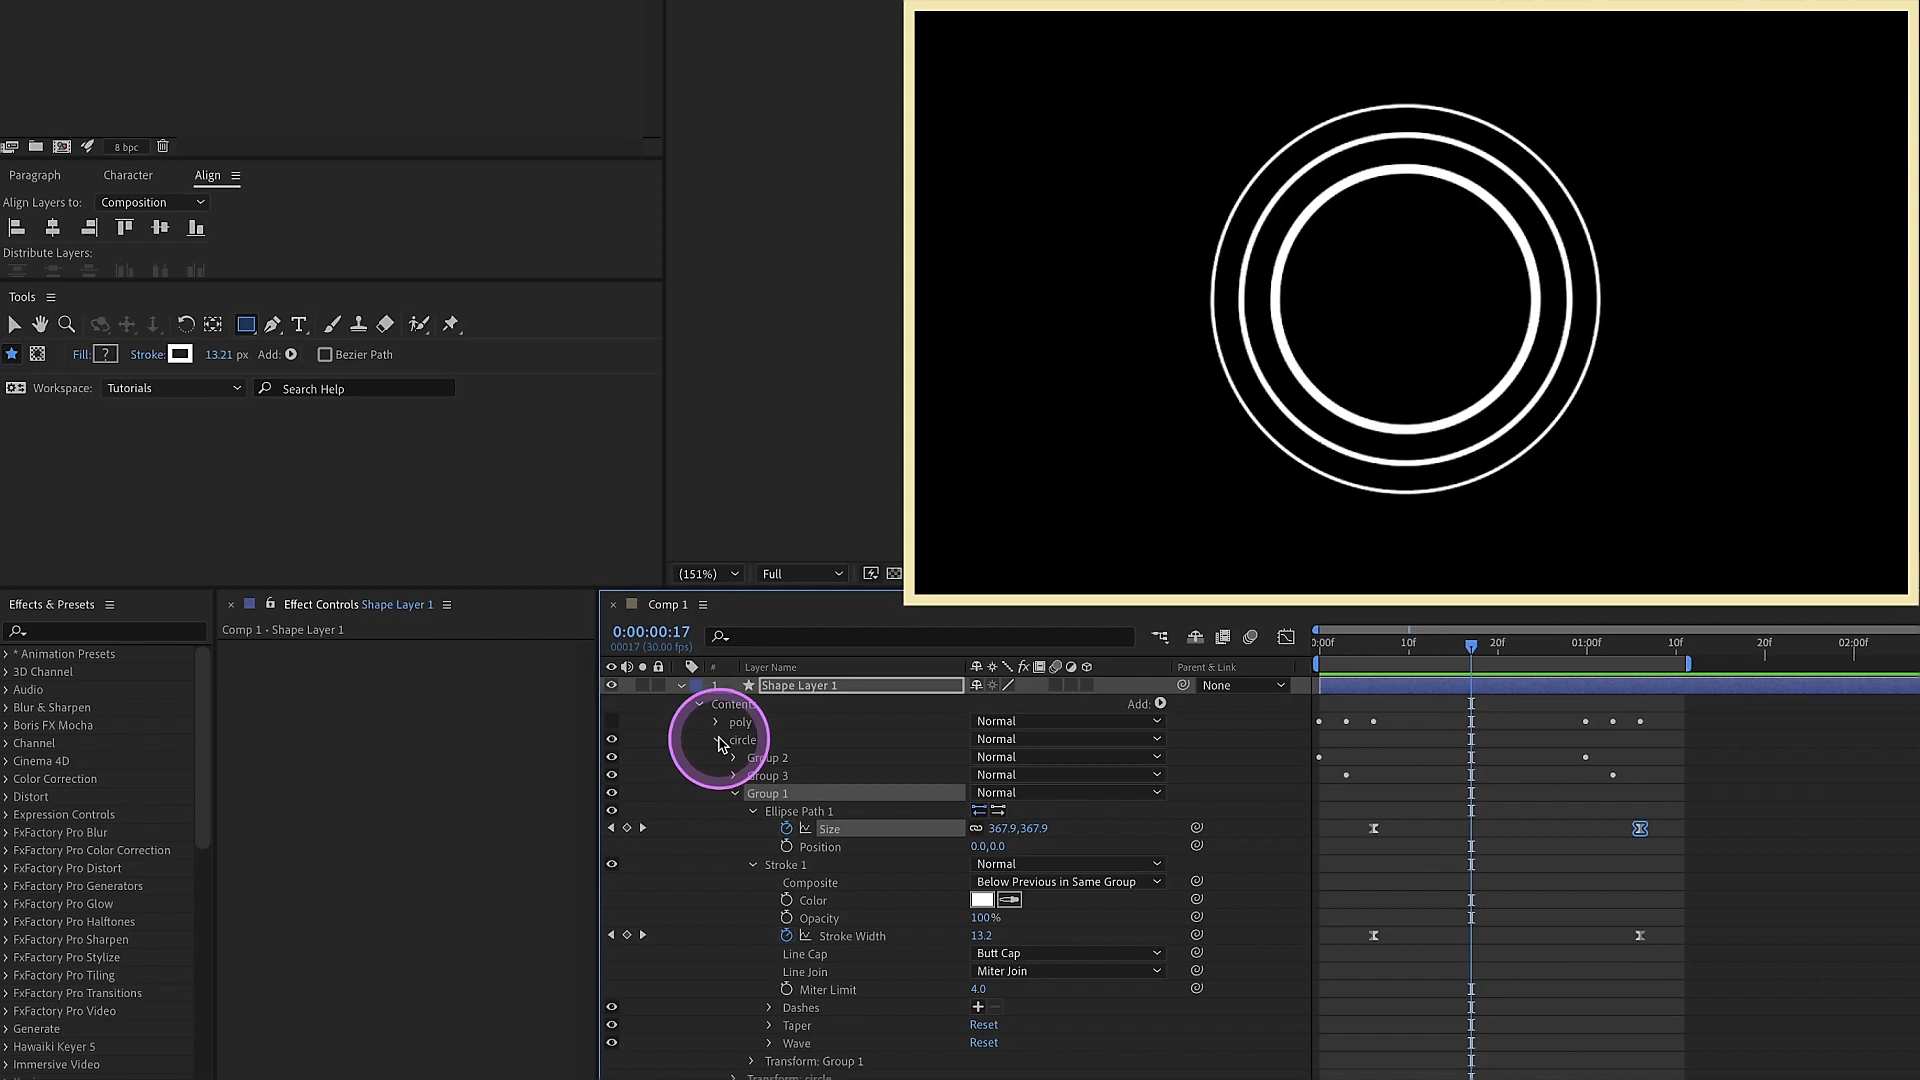 8 bpc
Paragraph Character Align
Align Layers to: Composition
Distribute Layers:
Tools
Fill: ? Stroke: 13.21 px Add: Bezier Path
Workspace: Tutorials Search Help
(151%) Full
Effects & Presets
Effect Controls Shape Layer 1
Comp 1 - Shape Layer 1
* Animation Presets
3D Channel
Audio
Blur & Sharpen
Boris FX Mocha
Channel
Cinema 4D
Color Correction
Distort
Expression Controls
FxFactory Pro Blur
FxFactory Pro Color Correction
FxFactory Pro Distort
FxFactory Pro Generators
FxFactory Pro Glow
FxFactory Pro Halftones
FxFactory Pro Sharpen
FxFactory Pro Stylize
FxFactory Pro Tiling
FxFactory Pro Transitions
FxFactory Pro Video
Generate
Hawaiki Keyer 5
Immersive Video
Comp 1
0:00:00:17
00017 (30.00 fps)
:00f 10f 20f 01:00f 10f 20f 02:00f
# Layer Name fx Parent & Link
1 Shape Layer 1 None
Contents Add:
poly Normal
circle Normal
Group 2 Normal
Group 3 Normal
Group 1 Normal
Ellipse Path 1
Size 367.9,367.9
Position 0.0,0.0
Stroke 1 Normal
Composite Below Previous in Same Group
Color
Opacity 100%
Stroke Width 13.2
Line Cap Butt Cap
Line Join Miter Join
Miter Limit 4.0
Dashes
Taper Reset
Wave Reset
Transform: Group 1
Transform: circle